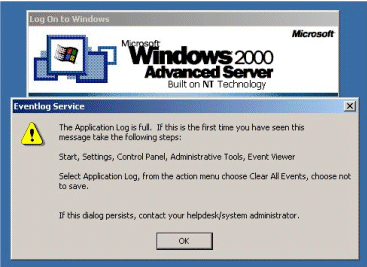 Log On to Windows
Microsoft
Microsoft
Windows 2000
Advanced Server
Built on NT Technology
Eventlog Service
The Application Log is full. If this is the first time you have seen this
message take the following steps:
Start, Settings, Control Panel, Administrative Tools, Event Viewer
Select Application Log, from the action menu choose Clear All Events, choose not
to save.
If this dialog persists, contact your helpdesk/system administrator.
OK